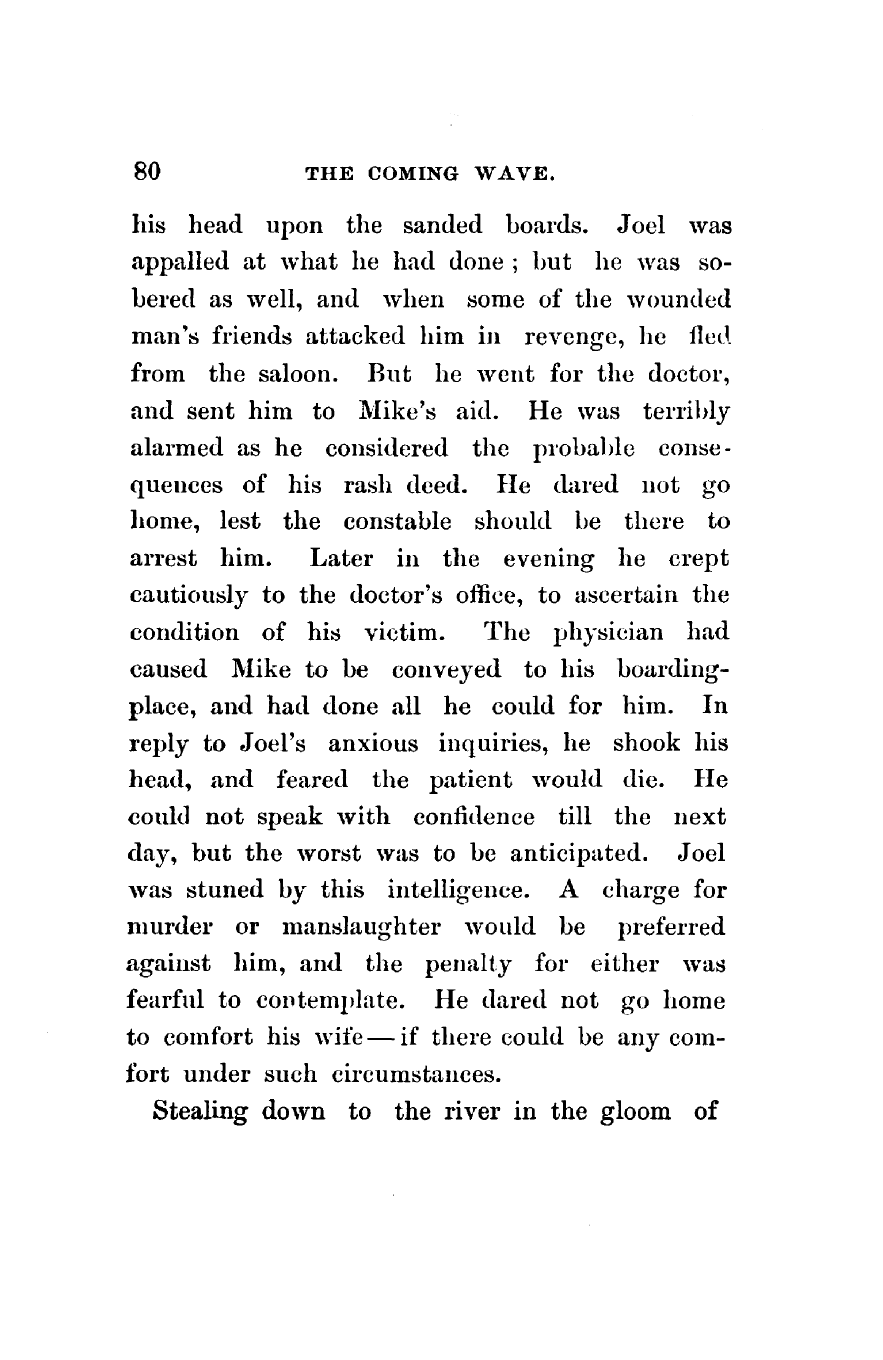 80 THE COMING WAVE.
his head upon the sanded boards. Joel was
appalled at what he had done ; but he was so-
bered as well, and when some of the wounded
man's friends attacked him in revenge, he fled
from the saloon. But he went for the doctor,
and sent him to Mike's aid. He was terribly
alarmed as he considered the probable conse-
quences of his rash deed. He dared not go
home, lest the constable should be there to
arrest him. Later in the evening he crept
cautiously to the doctor's office, to ascertain the
condition of his victim. The physician had
caused Mike to be conveyed to his boarding-
place, and had done all he could for him. In
reply to Joel's anxious inquiries, he shook his
head, and feared the patient would die. He
could not speak with confidence till the next
day, but the worst was to be anticipated. Joel
was stuned by this intelligence. A charge for
murder or manslaughter would be preferred
against him, and the penalty for either was
fearful to contemplate. He dared not go home
to comfort his wife — if there could be any com-
fort under such circumstances.
Stealing down to the river in the gloom of